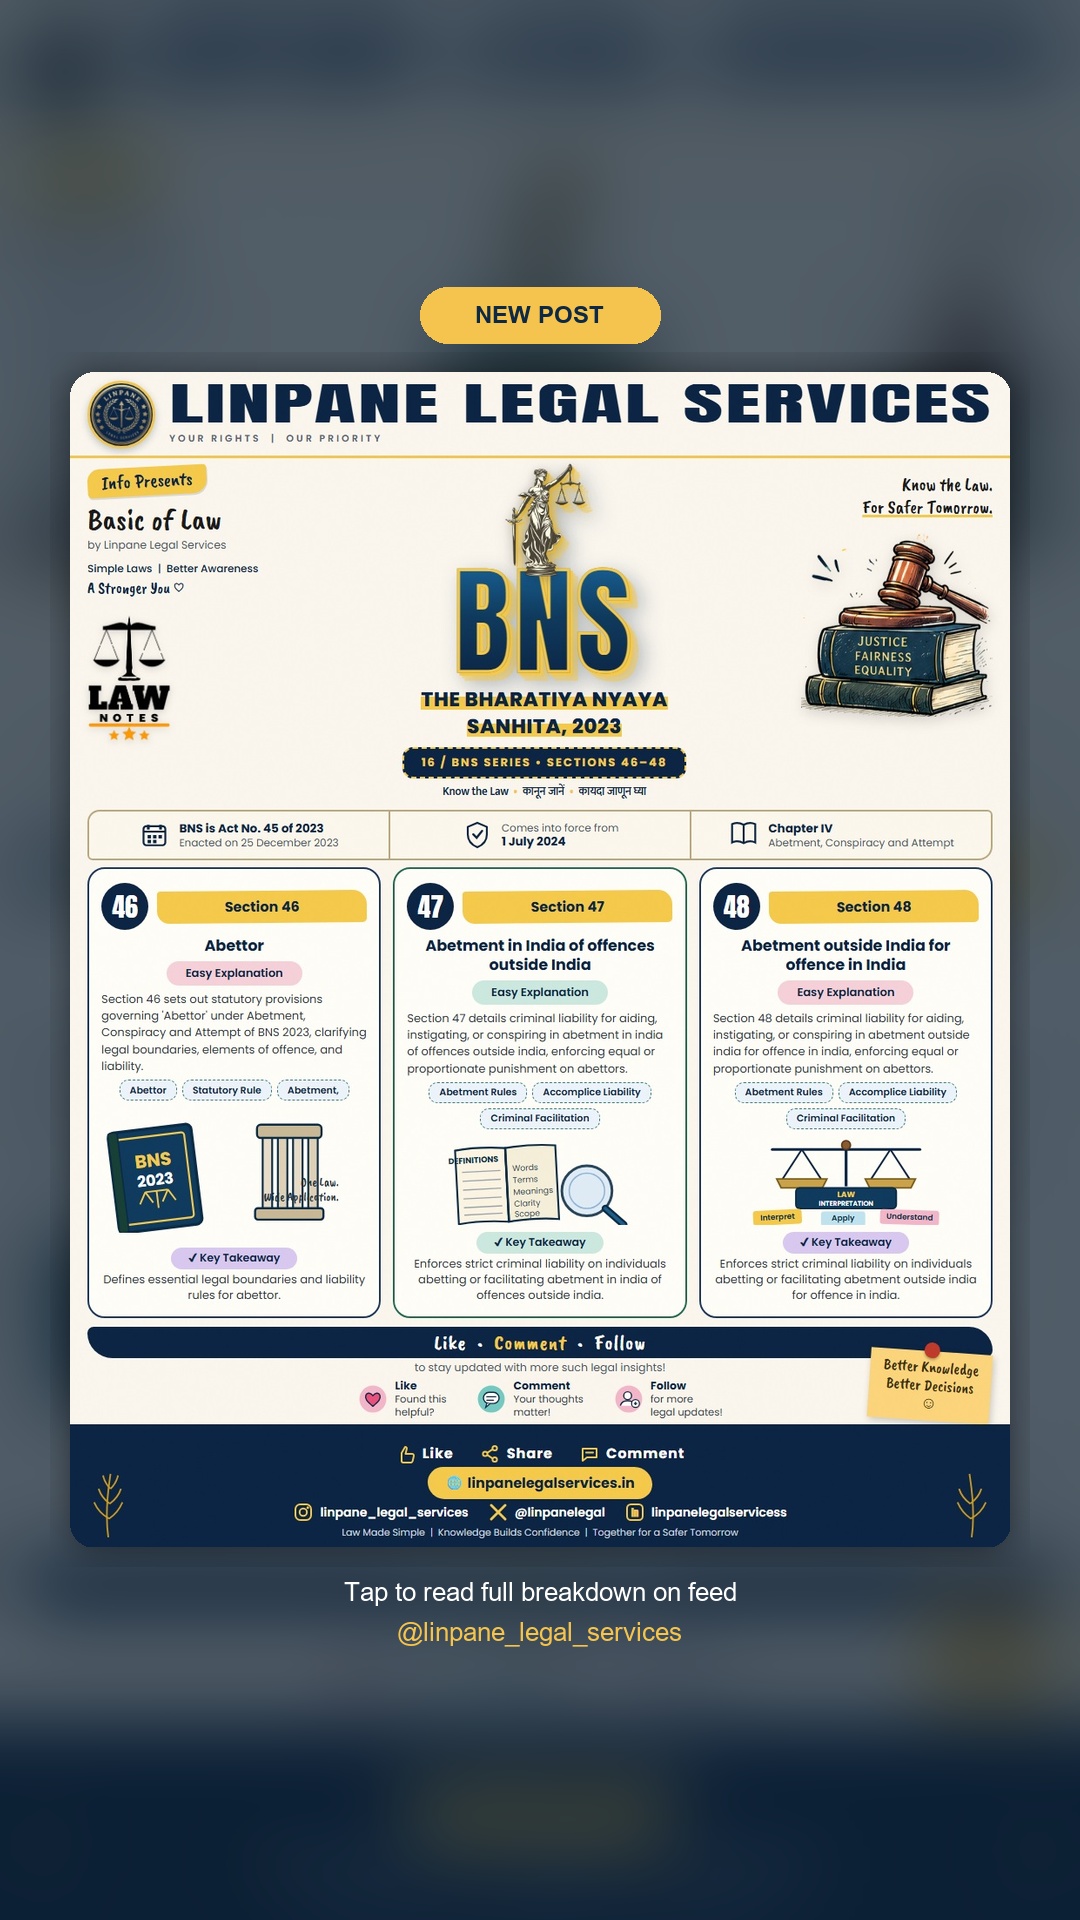 NEW POST
LINPANE LEGAL SERVICES
YOUR RIGHTS | OUR PRIORITY
Info Presents
Basic of Law
by Linpane Legal Services
Simple Laws | Better Awareness
A Stronger You ♡
LAW
NOTES
Know the Law.
For Safer Tomorrow.
JUSTICE
FAIRNESS
EQUALITY
BNS
THE BHARATIYA NYAYA
SANHITA, 2023
16 / BNS SERIES • SECTIONS 46–48
Know the Law • कानून जानें • कायदा जाणून घ्या
BNS is Act No. 45 of 2023
Enacted on 25 December 2023
Comes into force from
1 July 2024
Chapter IV
Abetment, Conspiracy and Attempt
46
Section 46
Abettor
Easy Explanation
Section 46 sets out statutory provisions
governing 'Abettor' under Abetment,
Conspiracy and Attempt of BNS 2023, clarifying
legal boundaries, elements of offence, and
liability.
Abettor
Statutory Rule
Abetment,
BNS
2023
One Law.
Wide Application.
✓ Key Takeaway
Defines essential legal boundaries and liability
rules for abettor.
47
Section 47
Abetment in India of offences
outside India
Easy Explanation
Section 47 details criminal liability for aiding,
instigating, or conspiring in abetment in india
of offences outside india, enforcing equal or
proportionate punishment on abettors.
Abetment Rules
Accomplice Liability
Criminal Facilitation
DEFINITIONS
Words
Terms
Meanings
Clarity
Scope
✓ Key Takeaway
Enforces strict criminal liability on individuals
abetting or facilitating abetment in india of
offences outside india.
48
Section 48
Abetment outside India for
offence in India
Easy Explanation
Section 48 details criminal liability for aiding,
instigating, or conspiring in abetment outside
india for offence in india, enforcing equal or
proportionate punishment on abettors.
Abetment Rules
Accomplice Liability
Criminal Facilitation
LAW
INTERPRETATION
Interpret
Apply
Understand
✓ Key Takeaway
Enforces strict criminal liability on individuals
abetting or facilitating abetment outside india
for offence in india.
Like • Comment • Follow
to stay updated with more such legal insights!
Like
Found this
helpful?
Comment
Your thoughts
matter!
Follow
for more
legal updates!
Better Knowledge
Better Decisions
☺
Like
Share
Comment
linpanelegalservices.in
linpane_legal_services
@linpanelegal
linpanelegalservicess
Law Made Simple | Knowledge Builds Confidence | Together for a Safer Tomorrow
Tap to read full breakdown on feed
@linpane_legal_services